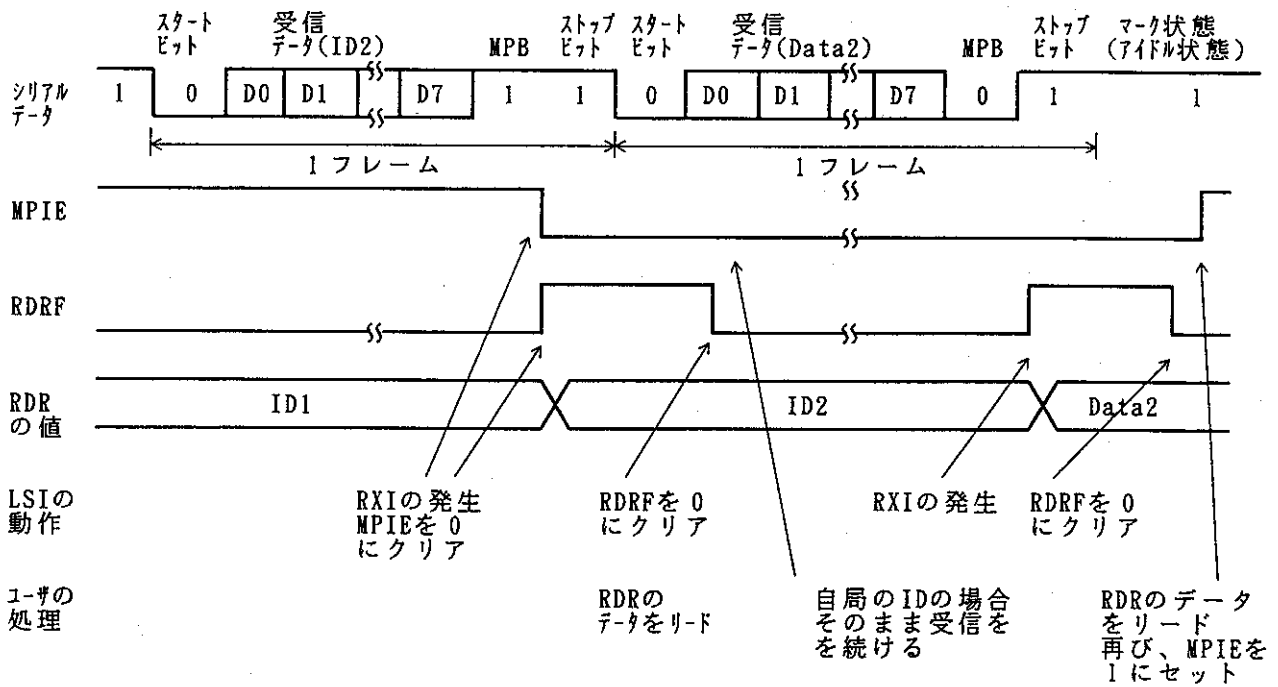 スタート
ビット
受信
データ(ID2)
MPB
ストップ
ビット
スタート
ビット
受信
データ(Data2)
MPB
ストップ
ビット
マーク状態
(アイドル状態)
シリアル
データ
1 0 D0 D1 D7 1 1 0 D0 D1 D7 0 1 1
1フレーム
1フレーム
MPIE
RDRF
RDR
の値
ID1
ID2
Data2
LSIの
動作
RXIの発生
MPIEを0
にクリア
RDRFを0
にクリア
RXIの発生
RDRFを0
にクリア
ユーザの
処理
RDRの
データをリード
自局のIDの場合
そのまま受信を
を続ける
RDRのデータ
をリード
再び、MPIEを
1にセット